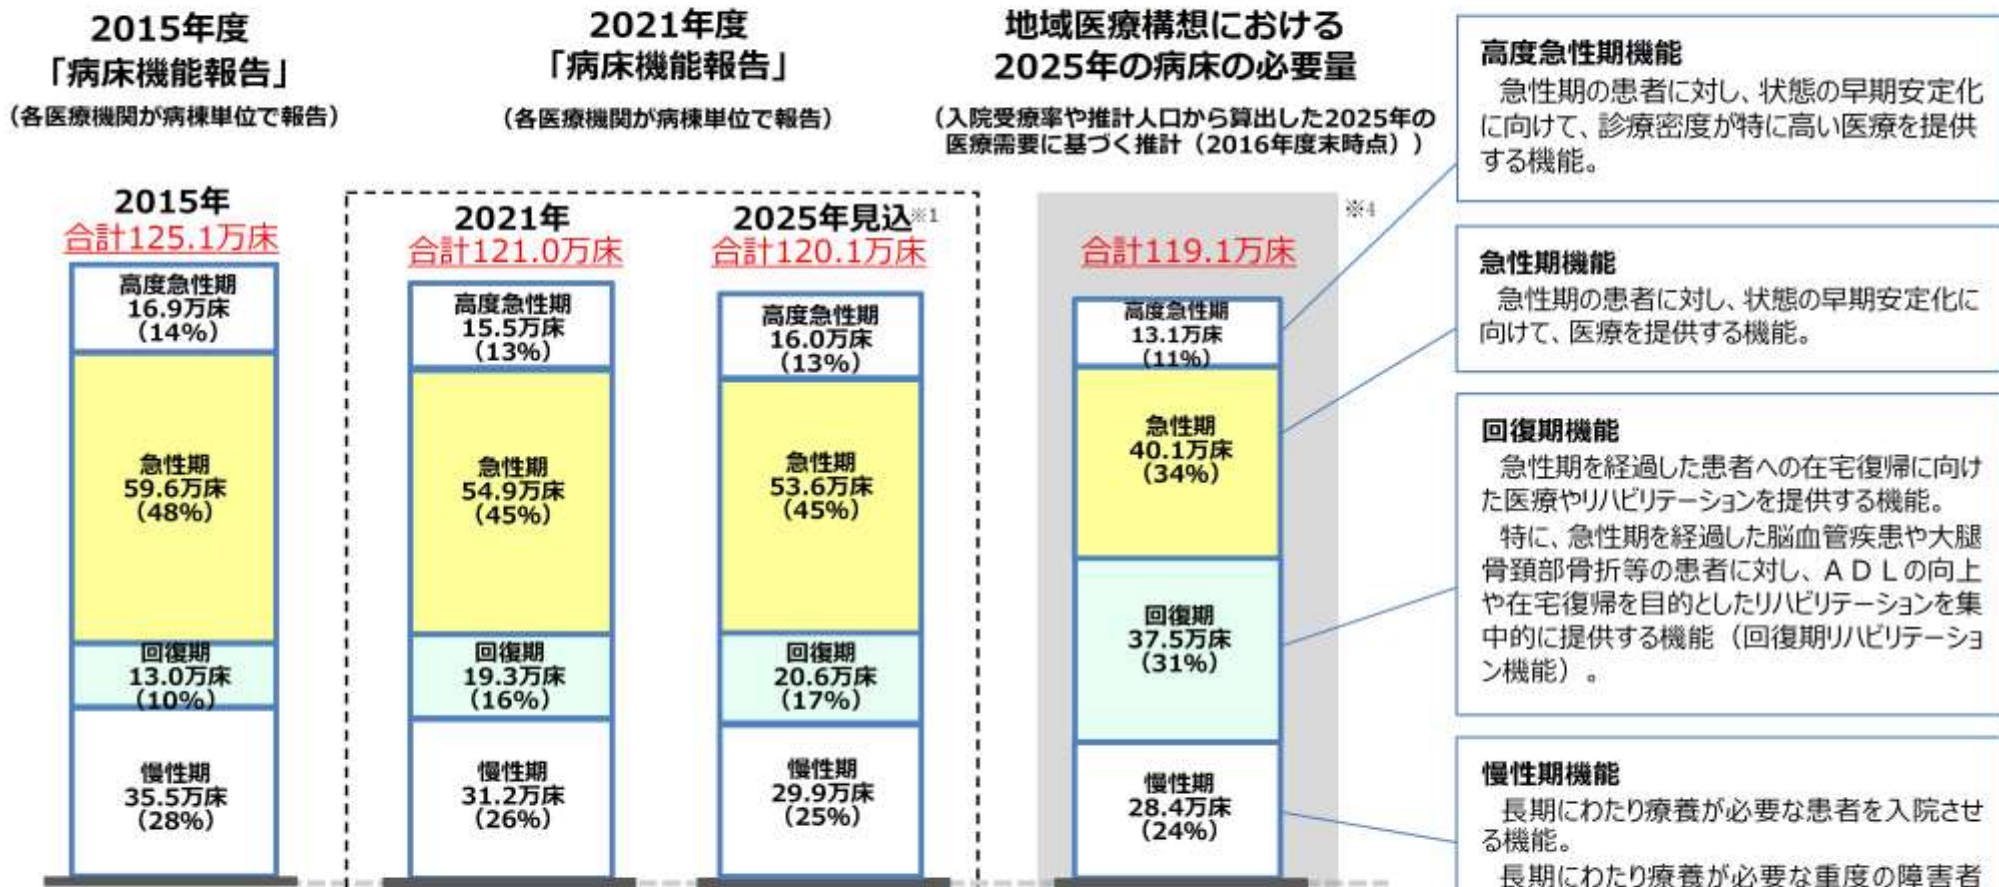 2015年度
「病床機能報告」
（各医療機関が病棟単位で報告）
2021年度
「病床機能報告」
（各医療機関が病棟単位で報告）
地域医療構想における
2025年の病床の必要量
（入院受療率や推計人口から算出した2025年の
医療需要に基づく推計（2016年度末時点））
2015年
合計125.1万床
高度急性期
16.9万床
（14%）
急性期
59.6万床
（48%）
回復期
13.0万床
（10%）
慢性期
35.5万床
（28%）
2021年
合計121.0万床
高度急性期
15.5万床
（13%）
急性期
54.9万床
（45%）
回復期
19.3万床
（16%）
慢性期
31.2万床
（26%）
2025年見込※1
合計120.1万床
高度急性期
16.0万床
（13%）
急性期
53.6万床
（45%）
回復期
20.6万床
（17%）
慢性期
29.9万床
（25%）
※4
合計119.1万床
高度急性期
13.1万床
（11%）
急性期
40.1万床
（34%）
回復期
37.5万床
（31%）
慢性期
28.4万床
（24%）
高度急性期機能
急性期の患者に対し、状態の早期安定化
に向けて、診療密度が特に高い医療を提供
する機能。
急性期機能
急性期の患者に対し、状態の早期安定化に
向けて、医療を提供する機能。
回復期機能
急性期を経過した患者への在宅復帰に向け
た医療やリハビリテーションを提供する機能。
特に、急性期を経過した脳血管疾患や大腿
骨頚部骨折等の患者に対し、ＡＤＬの向上
や在宅復帰を目的としたリハビリテーションを集
中的に提供する機能（回復期リハビリテーショ
ン機能）。
慢性期機能
長期にわたり療養が必要な患者を入院させ
る機能。
長期にわたり療養が必要な重度の障害者